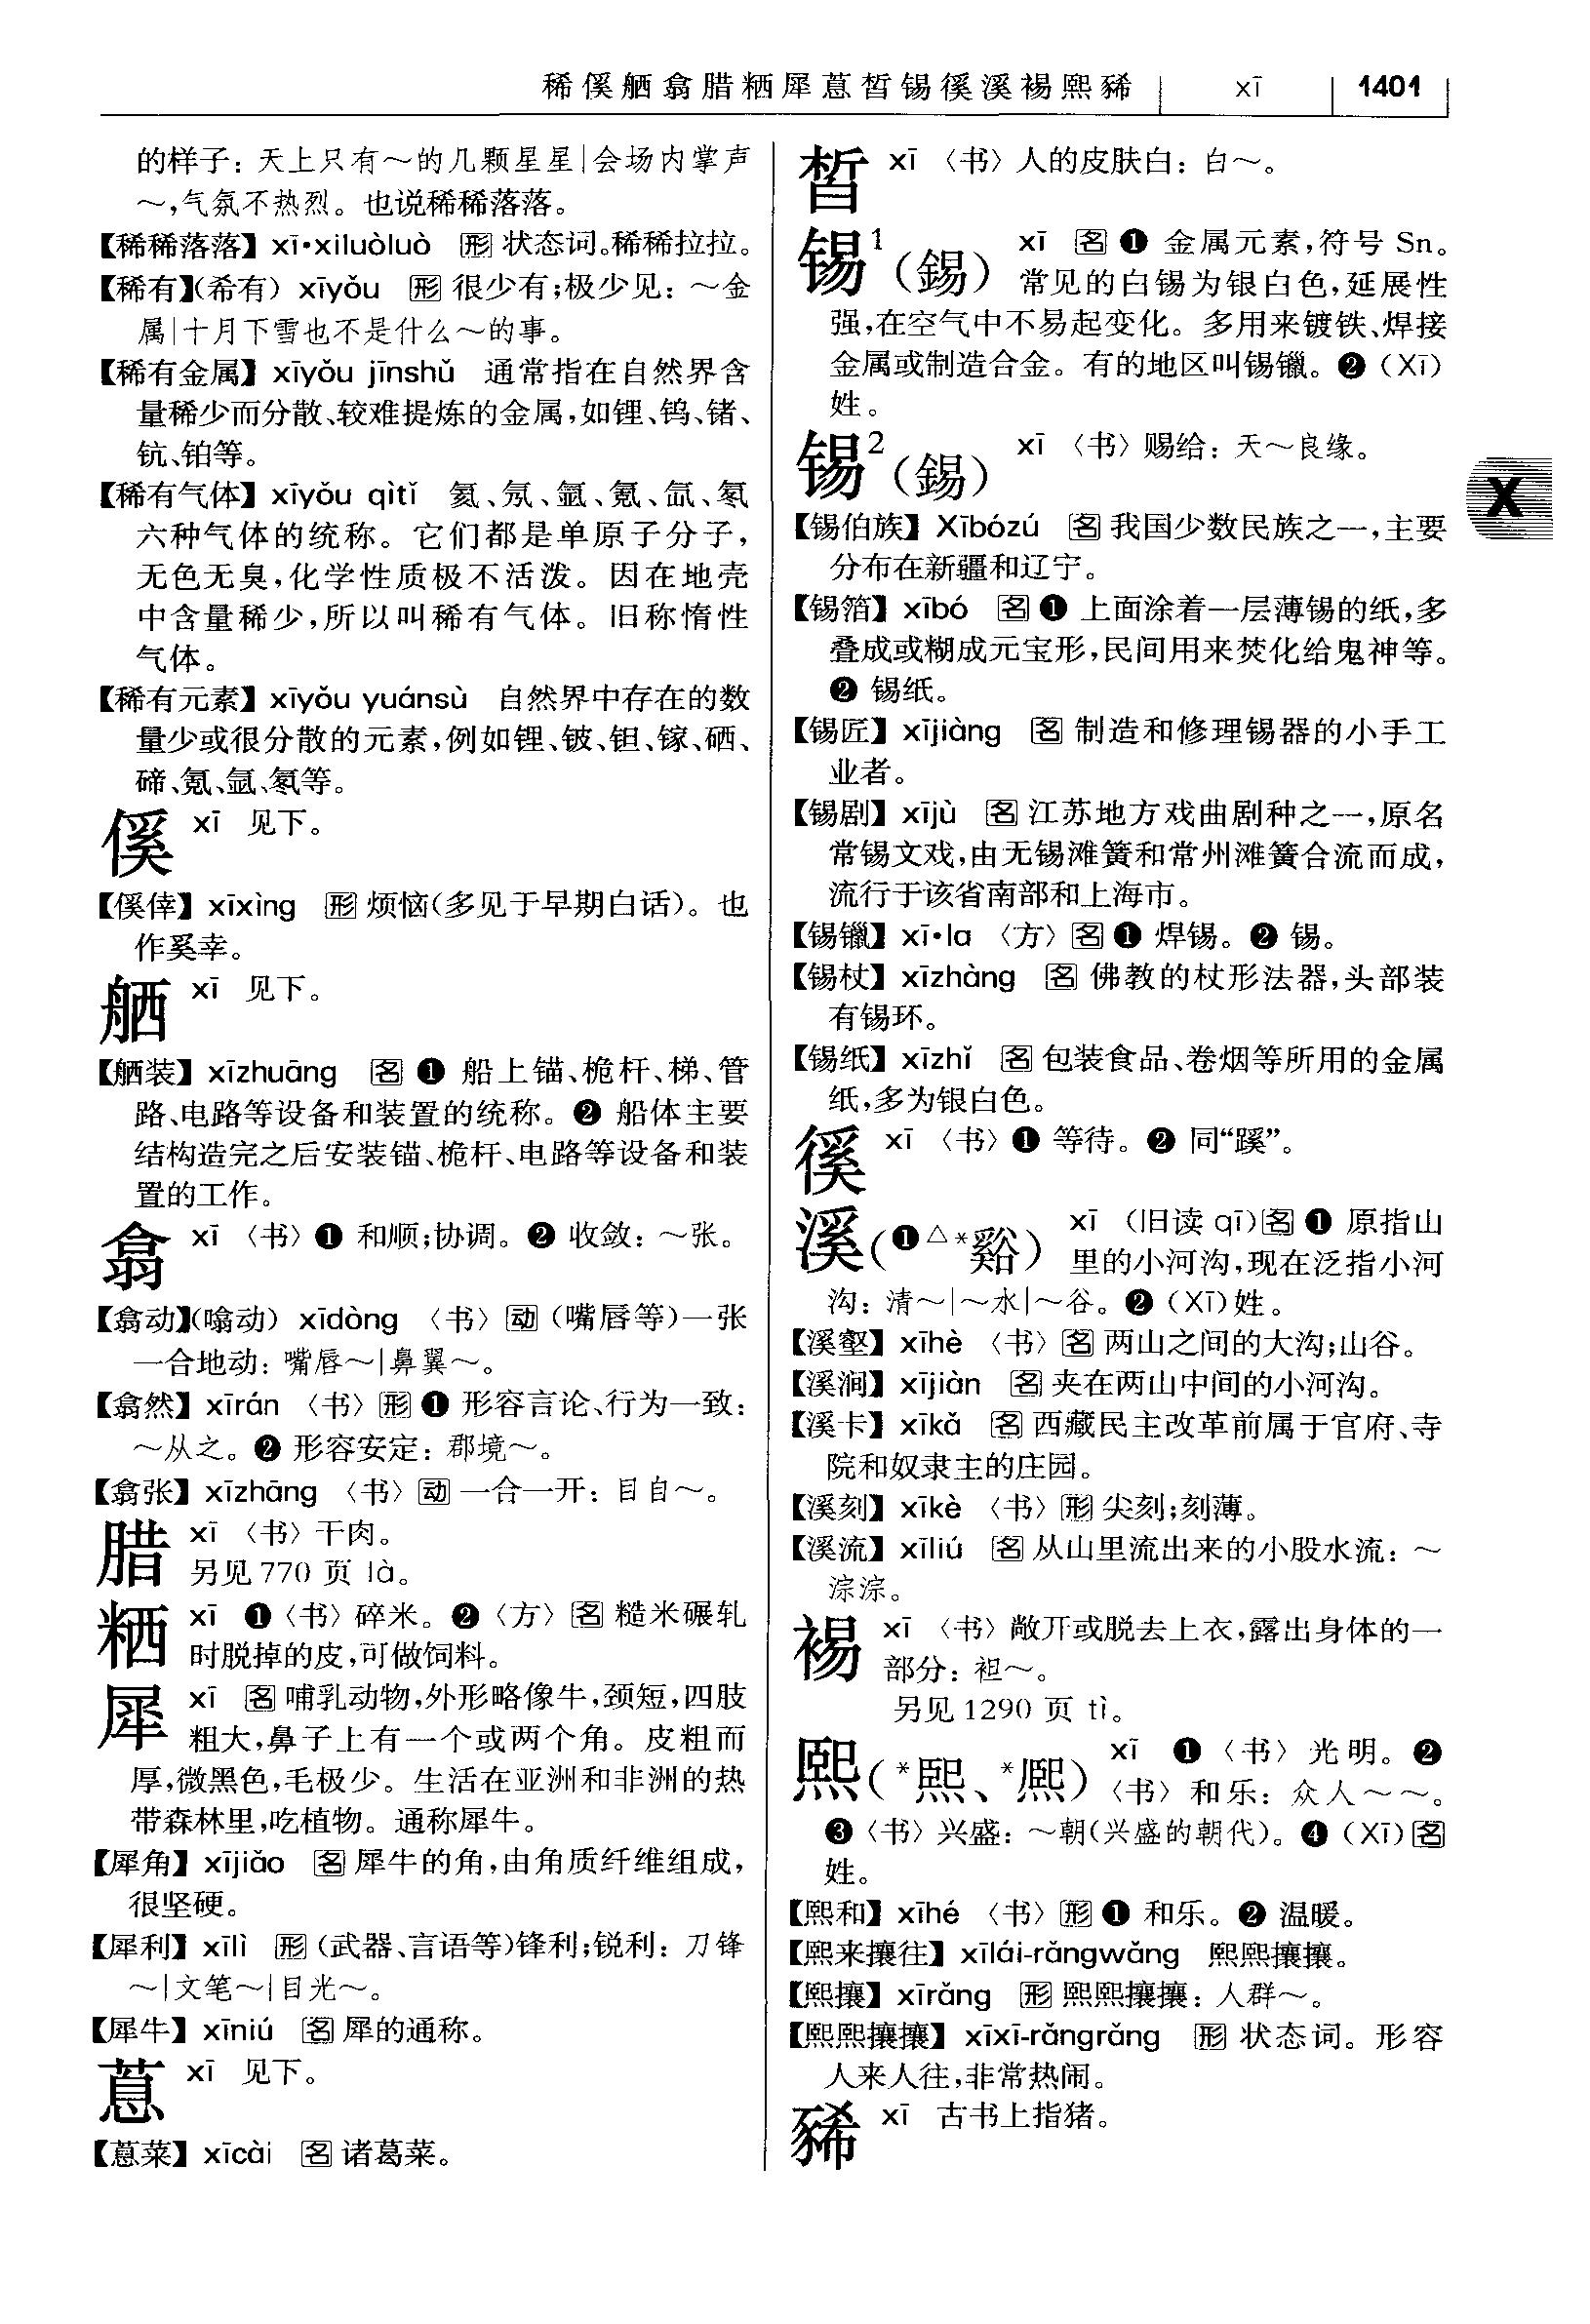 稀傒舾翕腊粞犀蒠皙锡徯溪裼熙豨 xī 1401
的样子：天上只有～的几颗星星|会场内掌声
～，气氛不热烈。也说稀稀落落。
【稀稀落落】xī·xiluòluò 形 状态词。稀稀拉拉。
【稀有】（希有）xīyǒu 形 很少有；极少见：～金
属|十月下雪也不是什么～的事。
【稀有金属】xīyǒu jīnshǔ 通常指在自然界含
量稀少而分散、较难提炼的金属，如锂、钨、锗、
钪、铂等。
【稀有气体】xīyǒu qìtǐ 氦、氖、氩、氪、氙、氡
六种气体的统称。它们都是单原子分子，
无色无臭，化学性质极不活泼。因在地壳
中含量稀少，所以叫稀有气体。旧称惰性
气体。
【稀有元素】xīyǒu yuánsù 自然界中存在的数
量少或很分散的元素，例如锂、铍、钽、镓、硒、
碲、氪、氩、氡等。
傒 xī 见下。
【傒倖】xīxìng 形 烦恼（多见于早期白话）。也
作奚幸。
舾 xī 见下。
【舾装】xīzhuāng 名 ❶ 船上锚、桅杆、梯、管
路、电路等设备和装置的统称。❷ 船体主要
结构造完之后安装锚、桅杆、电路等设备和装
置的工作。
翕 xī 〈书〉❶ 和顺；协调。❷ 收敛：～张。
【翕动】（噏动）xīdòng 〈书〉动（嘴唇等）一张
一合地动：嘴唇～|鼻翼～。
【翕然】xīrán 〈书〉形 ❶ 形容言论、行为一致：
～从之。❷ 形容安定：郡境～。
【翕张】xīzhāng 〈书〉动 一合一开：目自～。
腊 xī 〈书〉干肉。
另见 770 页 là。
粞 xī ❶〈书〉碎米。❷〈方〉名 糙米碾轧
时脱掉的皮，可做饲料。
犀 xī 名 哺乳动物，外形略像牛，颈短，四肢
粗大，鼻子上有一个或两个角。皮粗而
厚，微黑色，毛极少。生活在亚洲和非洲的热
带森林里，吃植物。通称犀牛。
【犀角】xījiǎo 名 犀牛的角，由角质纤维组成，
很坚硬。
【犀利】xīlì 形（武器、言语等）锋利；锐利：刀锋
～|文笔～|目光～。
【犀牛】xīniú 名 犀的通称。
蒠 xī 见下。
【蒠菜】xīcài 名 诸葛菜。
皙 xī 〈书〉人的皮肤白：白～。
锡1（錫） xī 名 ❶ 金属元素，符号 Sn。
常见的白锡为银白色，延展性
强，在空气中不易起变化。多用来镀铁、焊接
金属或制造合金。有的地区叫锡镴。❷（Xī）
姓。
锡2（錫） xī 〈书〉赐给：天～良缘。
【锡伯族】Xībózú 名 我国少数民族之一，主要
分布在新疆和辽宁。
【锡箔】xībó 名 ❶ 上面涂着一层薄锡的纸，多
叠成或糊成元宝形，民间用来焚化给鬼神等。
❷ 锡纸。
【锡匠】xījiàng 名 制造和修理锡器的小手工
业者。
【锡剧】xījù 名 江苏地方戏曲剧种之一，原名
常锡文戏，由无锡滩簧和常州滩簧合流而成，
流行于该省南部和上海市。
【锡镴】xī·la 〈方〉名 ❶ 焊锡。❷ 锡。
【锡杖】xīzhàng 名 佛教的杖形法器，头部装
有锡环。
【锡纸】xīzhǐ 名 包装食品、卷烟等所用的金属
纸，多为银白色。
徯 xī 〈书〉❶ 等待。❷ 同“蹊”。
溪（❶△*谿） xī （旧读 qī）名 ❶ 原指山
里的小河沟，现在泛指小河
沟：清～|～水|～谷。❷（Xī）姓。
【溪壑】xīhè 〈书〉名 两山之间的大沟；山谷。
【溪涧】xījiàn 名 夹在两山中间的小河沟。
【溪卡】xīkǎ 名 西藏民主改革前属于官府、寺
院和奴隶主的庄园。
【溪刻】xīkè 〈书〉形 尖刻；刻薄。
【溪流】xīliú 名 从山里流出来的小股水流：～
淙淙。
裼 xī 〈书〉敞开或脱去上衣，露出身体的一
部分：袒～。
另见 1290 页 tì。
熙（*熈、*熙） xī ❶〈书〉光明。❷
〈书〉和乐：众人～～。
❸〈书〉兴盛：～朝（兴盛的朝代）。❹（Xī）名
姓。
【熙和】xīhé 〈书〉形 ❶ 和乐。❷ 温暖。
【熙来攘往】xīlái-rǎngwǎng 熙熙攘攘。
【熙攘】xīrǎng 形 熙熙攘攘：人群～。
【熙熙攘攘】xīxī-rǎngrǎng 形 状态词。形容
人来人往，非常热闹。
豨 xī 古书上指猪。
X